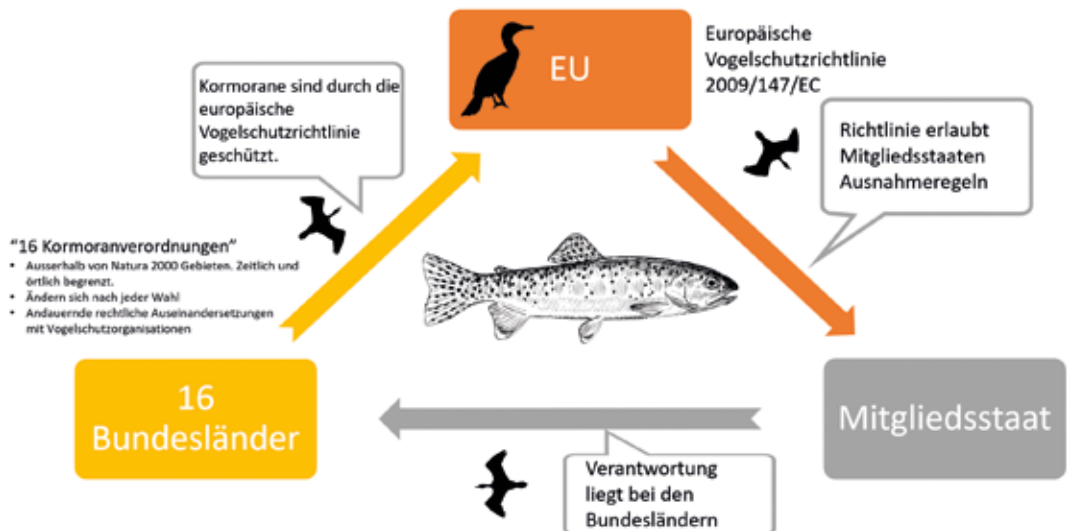 EU
Europäische
Vogelschutzrichtlinie
2009/147/EC
Kormorane sind durch die
europäische
Vogelschutzrichtlinie
geschützt.
Richtlinie erlaubt
Mitgliedsstaaten
Ausnahmeregeln
"16 Kormoranverordnungen"
• Ausserhalb von Natura 2000 Gebieten. Zeitlich und
örtlich begrenzt.
• Ändern sich nach jeder Wahl
• Andauernde rechtliche Auseinandersetzungen
mit Vogelschutzorganisationen
16
Bundesländer
Mitgliedsstaat
Verantwortung
liegt bei den
Bundesländern